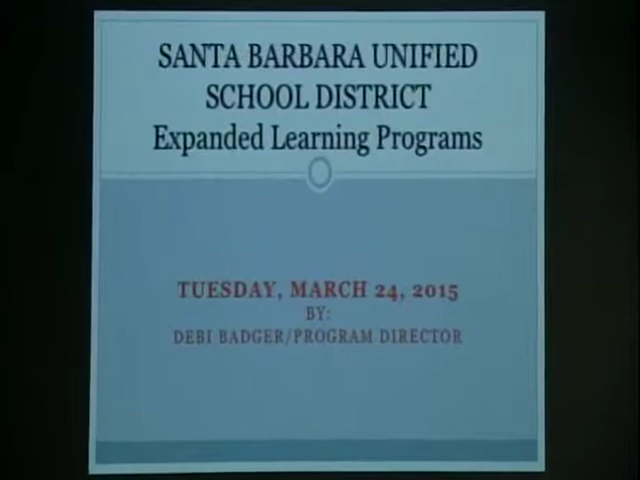 SANTA BARBARA UNIFIED
SCHOOL DISTRICT
Expanded Learning Programs
TUESDAY, MARCH 24, 2015
BY:
DEBI BADGER/PROGRAM DIRECTOR